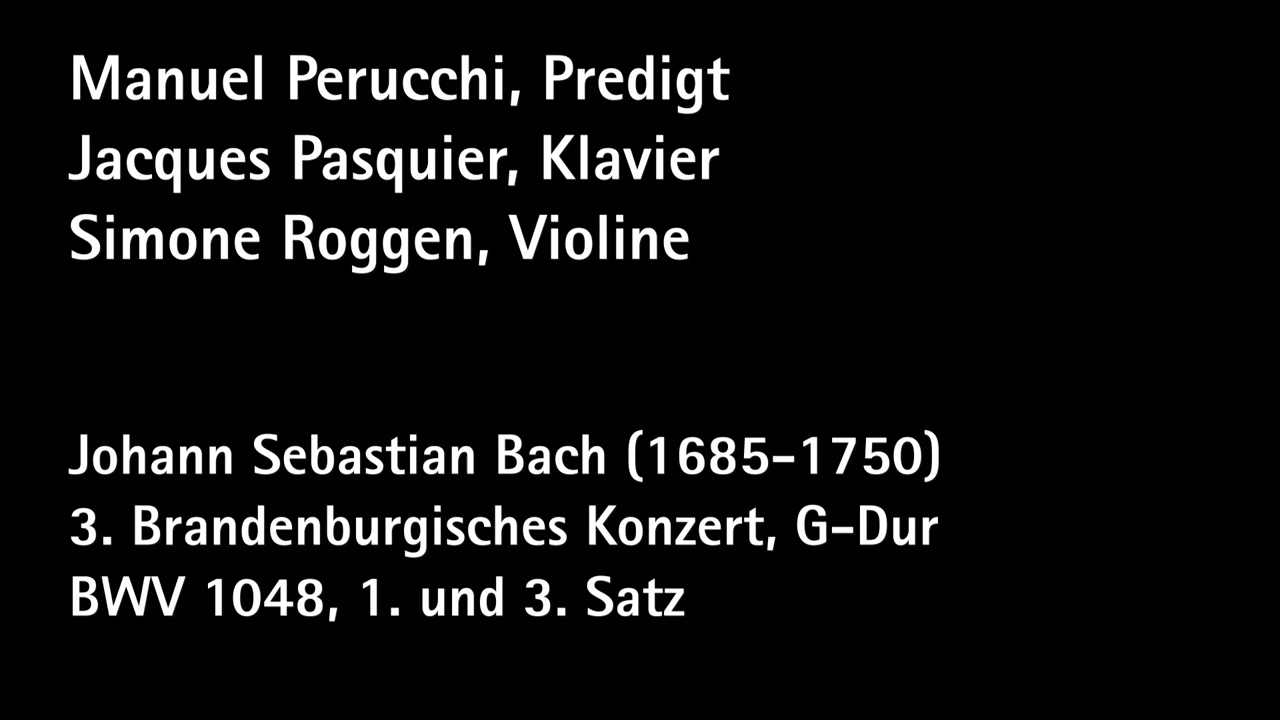 Manuel Perucchi, Predigt
Jacques Pasquier, Klavier
Simone Roggen, Violine
Johann Sebastian Bach (1685–1750)
3. Brandenburgisches Konzert, G-Dur
BWV 1048, 1. und 3. Satz